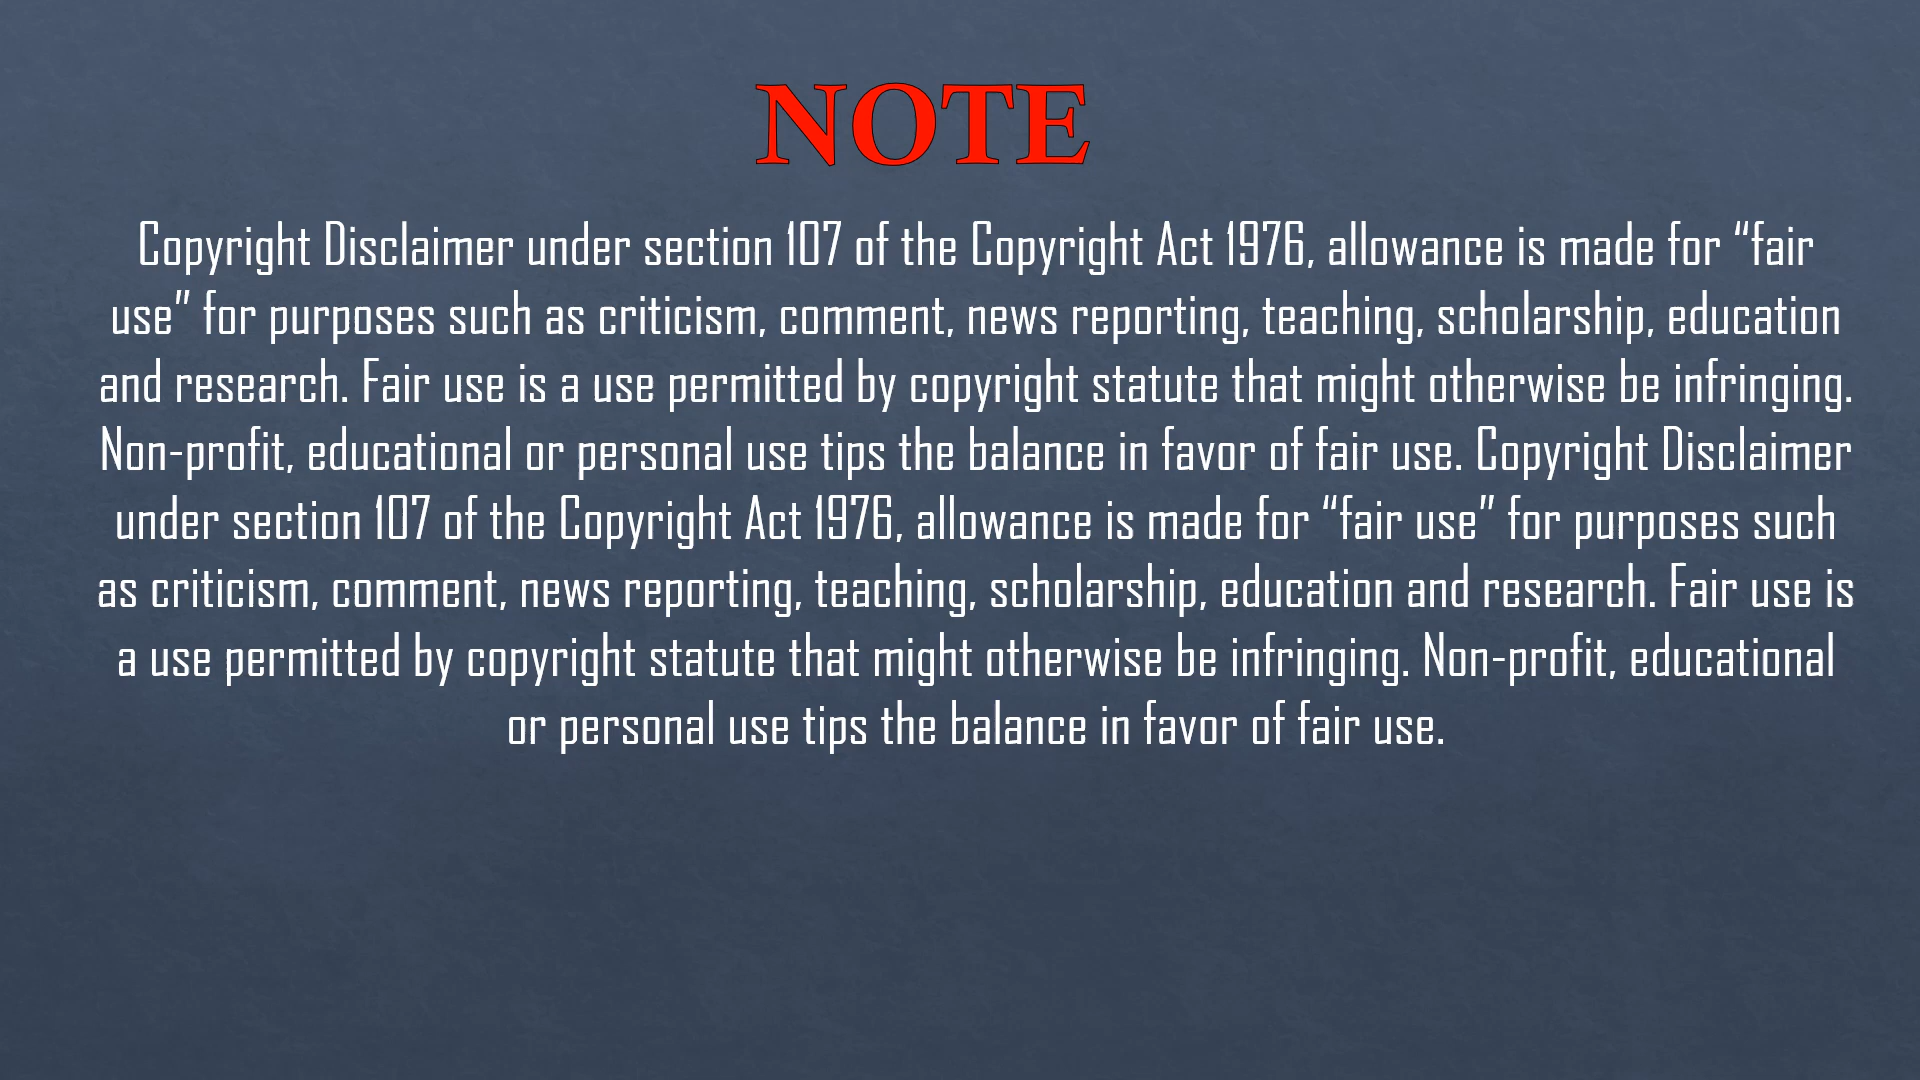 NOTE
Copyright Disclaimer under section 107 of the Copyright Act 1976, allowance is made for “fair
use” for purposes such as criticism, comment, news reporting, teaching, scholarship, education
and research. Fair use is a use permitted by copyright statute that might otherwise be infringing.
Non-profit, educational or personal use tips the balance in favor of fair use. Copyright Disclaimer
under section 107 of the Copyright Act 1976, allowance is made for “fair use” for purposes such
as criticism, comment, news reporting, teaching, scholarship, education and research. Fair use is
a use permitted by copyright statute that might otherwise be infringing. Non-profit, educational
or personal use tips the balance in favor of fair use.